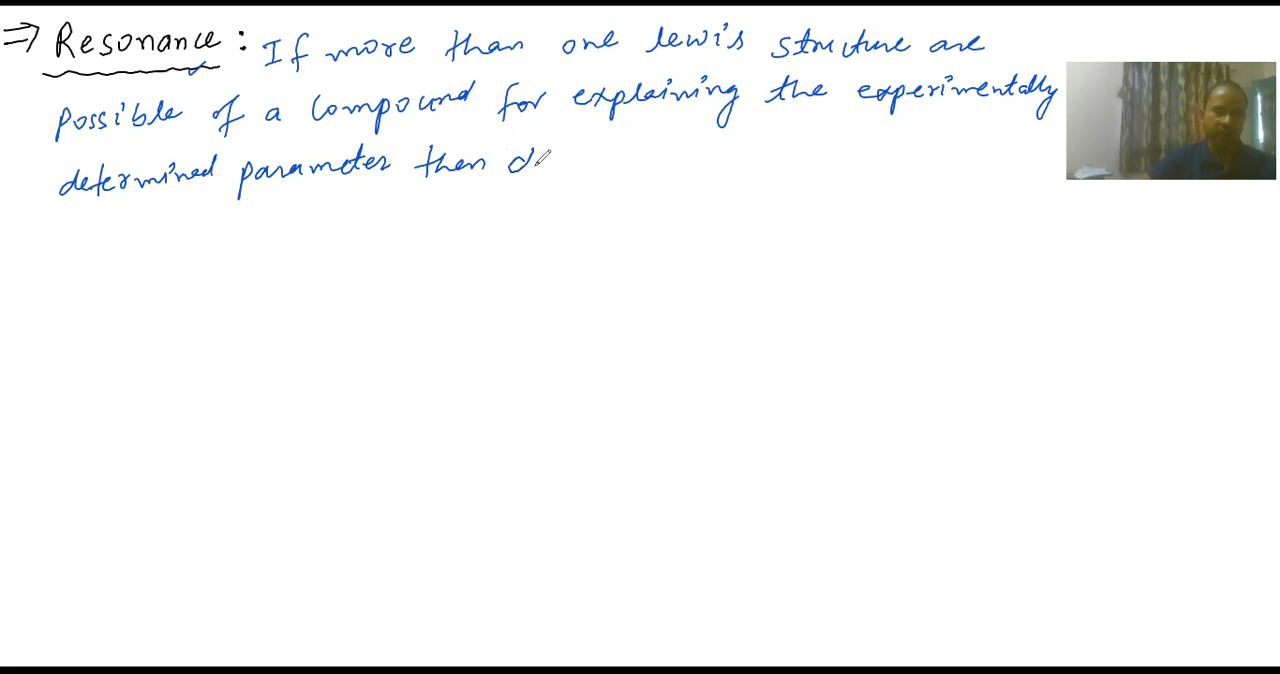 ⇒ Resonance : If more than one lewis structure are
possible of a compound for explaining the experimentally
determined parameter then